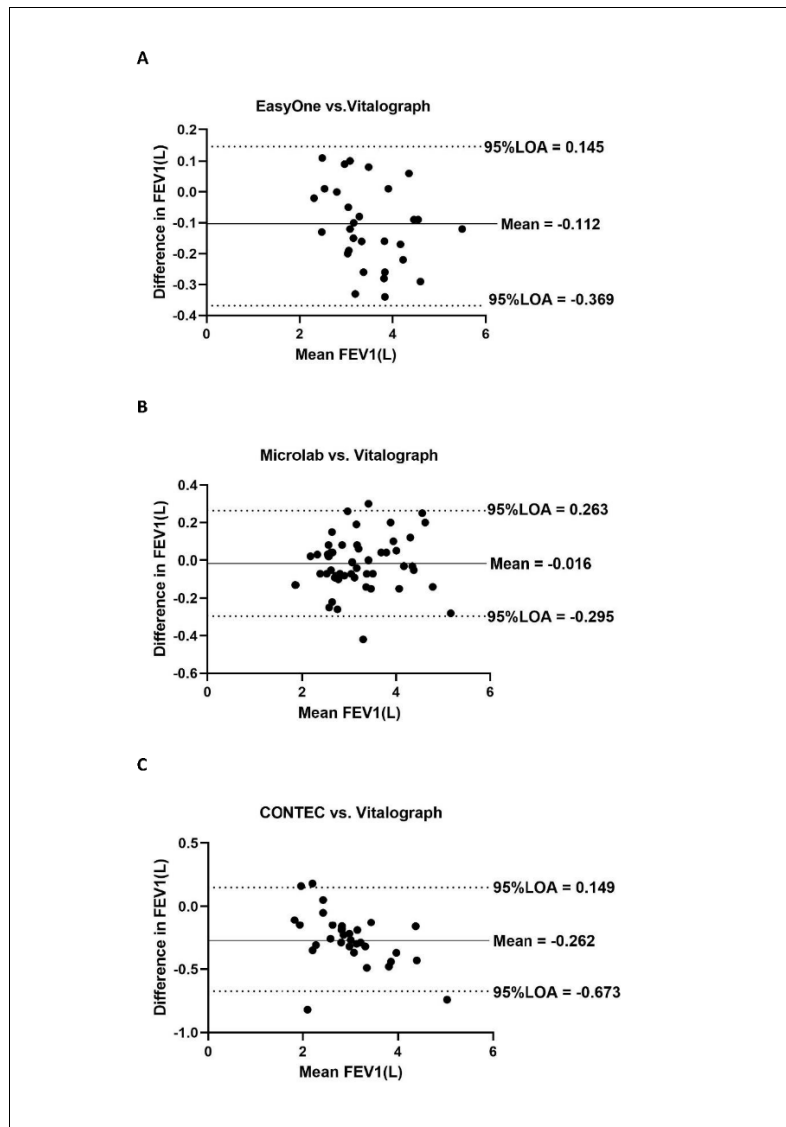 A
EasyOne vs.Vitalograph
Difference in FEV1(L)
0.2
0.1
0.0
-0.1
-0.2
-0.3
-0.4
95%LOA = 0.145
Mean = -0.112
95%LOA = -0.369
0 2 4 6
Mean FEV1(L)
B
Microlab vs. Vitalograph
Difference in FEV1(L)
0.4
0.2
0.0
-0.2
-0.4
-0.6
95%LOA = 0.263
Mean = -0.016
95%LOA = -0.295
0 2 4 6
Mean FEV1(L)
C
CONTEC vs. Vitalograph
Difference in FEV1(L)
0.5
0.0
-0.5
-1.0
95%LOA = 0.149
Mean = -0.262
95%LOA = -0.673
0 2 4 6
Mean FEV1(L)